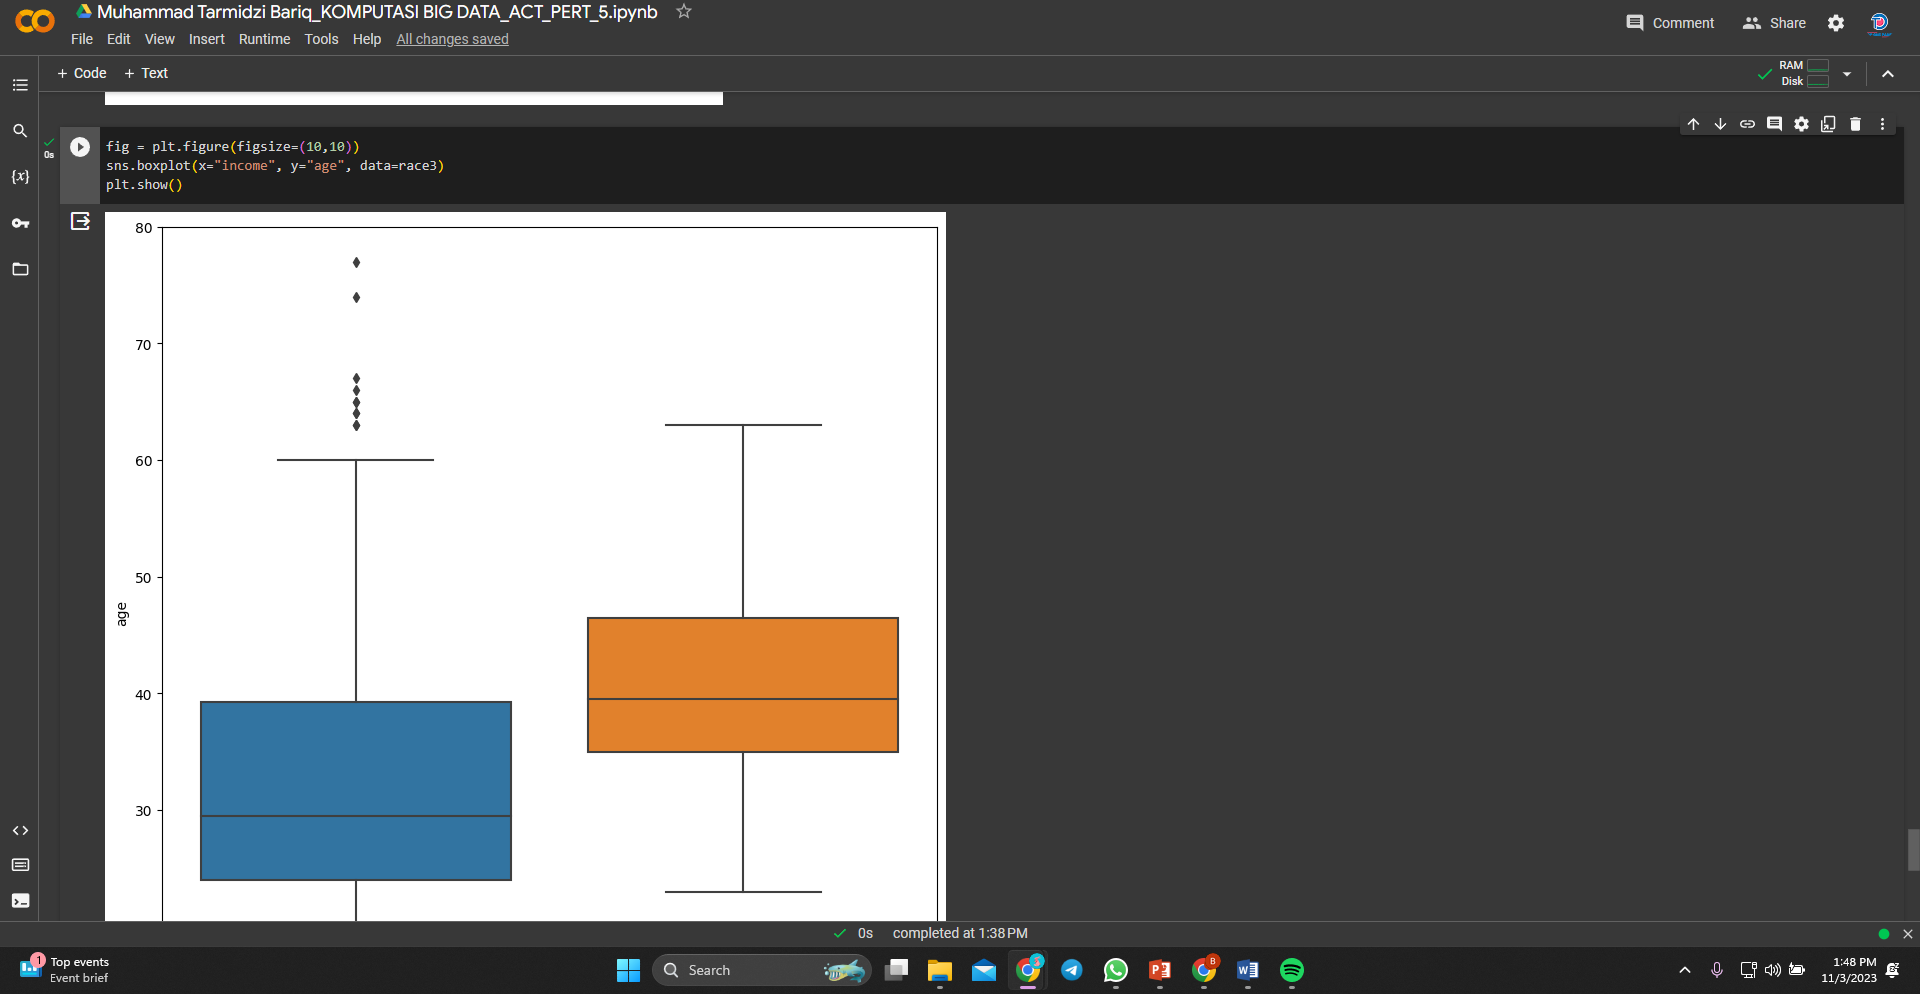 Muhammad Tarmidzi Bariq_KOMPUTASI BIG DATA_ACT_PERT_5.ipynb
File Edit View Insert Runtime Tools Help All changes saved
Comment
Share
+ Code + Text
RAM
Disk
{x}
0s
fig = plt.figure(figsize=(10,10))
sns.boxplot(x="income", y="age", data=race3)
plt.show()
80
70
60
50
40
30
age
0s completed at 1:38 PM
1
Top events
Event brief
Search
B
1:48 PM
11/3/2023